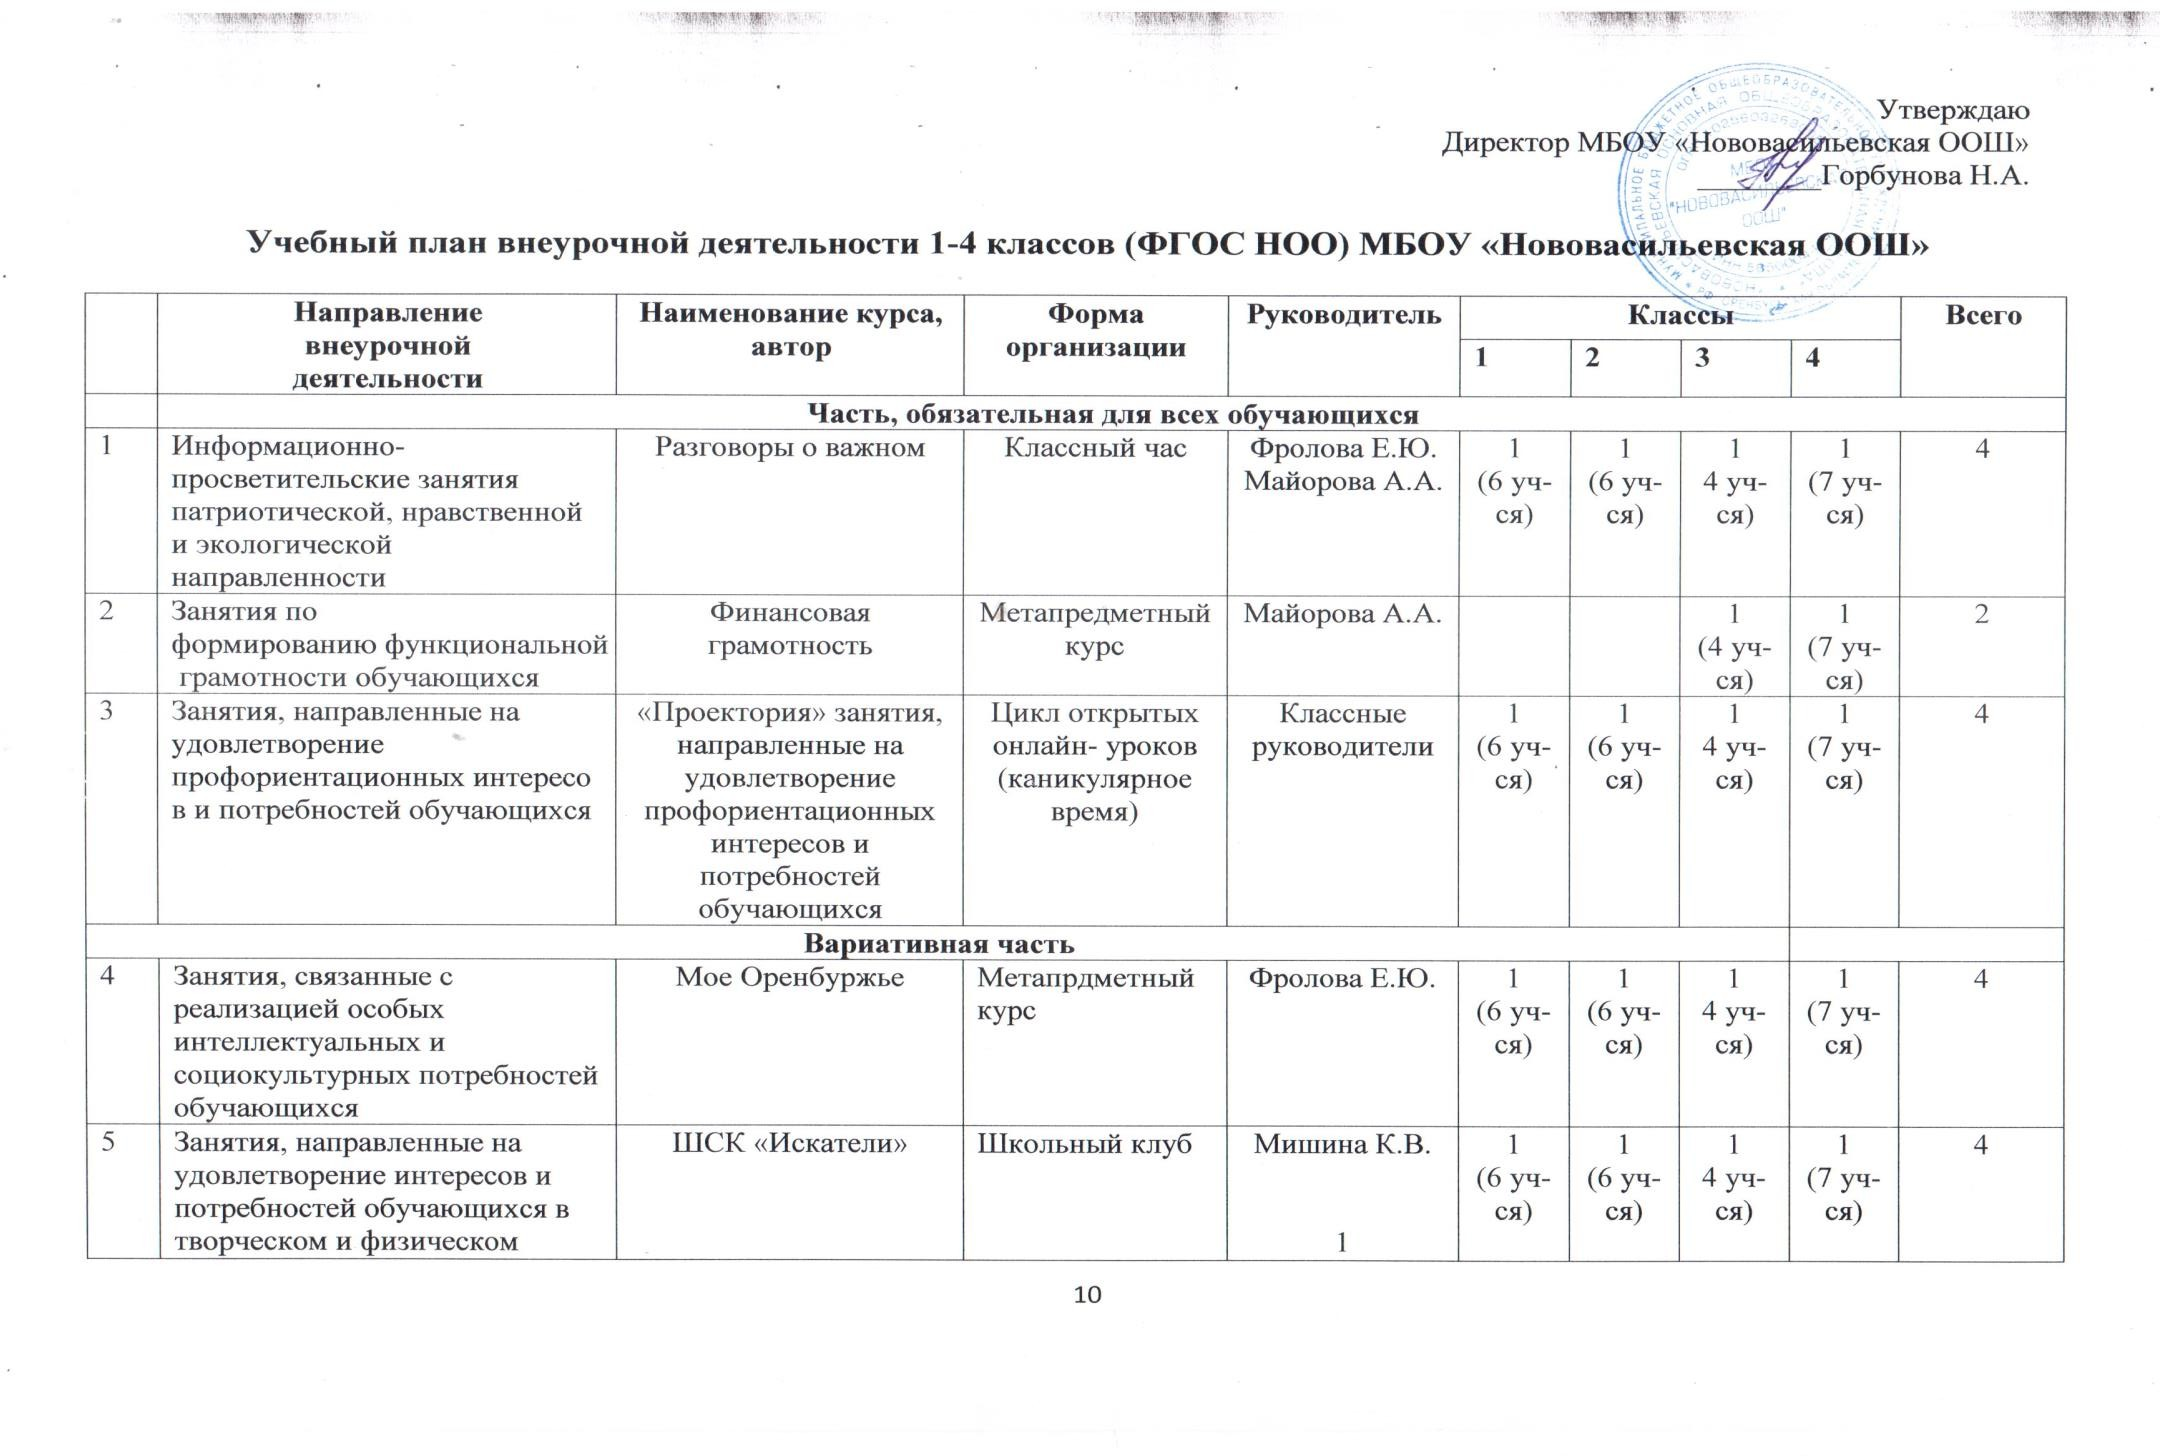 Утверждаю
Директор МБОУ «Нововасильевская ООШ»
Горбунова Н.А.
Учебный план внеурочной деятельности 1-4 классов (ФГОС НОО) МБОУ «Нововасильевская ООШ»
Направление
внеурочной
деятельности
Наименование курса,
автор
Форма
организации
Руководитель
Классы
Всего
1 2 3 4
Часть, обязательная для всех обучающихся
1
Информационно-
просветительские занятия
патриотической, нравственной
и экологической
направленности
Разговоры о важном
Классный час
Фролова Е.Ю.
Майорова А.А.
1
(6 уч-
ся)
1
(6 уч-
ся)
1
4 уч-
ся)
1
(7 уч-
ся)
4
2
Занятия по
формированию функциональной
грамотности обучающихся
Финансовая
грамотность
Метапредметный
курс
Майорова А.А.
1
(4 уч-
ся)
1
(7 уч-
ся)
2
3
Занятия, направленные на
удовлетворение
профориентационных интересо
в и потребностей обучающихся
«Проектория» занятия,
направленные на
удовлетворение
профориентационных
интересов и
потребностей
обучающихся
Цикл открытых
онлайн- уроков
(каникулярное
время)
Классные
руководители
1
(6 уч-
ся)
1
(6 уч-
ся)
1
4 уч-
ся)
1
(7 уч-
ся)
4
Вариативная часть
4
Занятия, связанные с
реализацией особых
интеллектуальных и
социокультурных потребностей
обучающихся
Мое Оренбуржье
Метапрдметный
курс
Фролова Е.Ю.
1
(6 уч-
ся)
1
(6 уч-
ся)
1
4 уч-
ся)
1
(7 уч-
ся)
4
5
Занятия, направленные на
удовлетворение интересов и
потребностей обучающихся в
творческом и физическом
ШСК «Искатели»
Школьный клуб
Мишина К.В.
1
1
(6 уч-
ся)
1
(6 уч-
ся)
1
4 уч-
ся)
1
(7 уч-
ся)
4
10